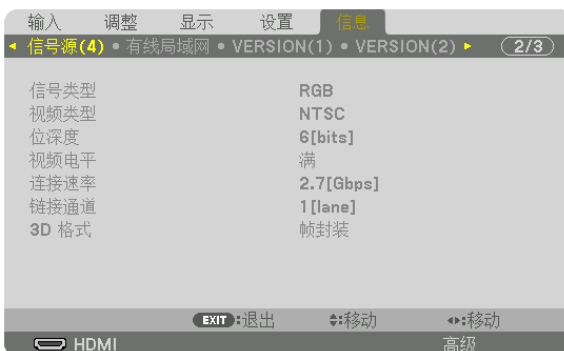 输入 调整 显示 设置 信息
◀ 信号源(4) ● 有线局域网 ● VERSION(1) ● VERSION(2) ▶ 2/3
信号类型 RGB
视频类型 NTSC
位深度 6[bits]
视频电平 满
连接速率 2.7[Gbps]
链接通道 1[lane]
3D 格式 帧封装
EXIT:退出 ♦:移动 ◂▸:移动
HDMI 高级